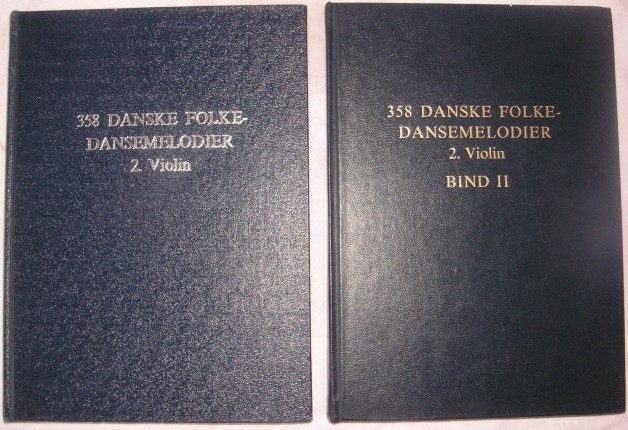 358 DANSKE FOLKE-
DANSEMELODIER
2. Violin
358 DANSKE FOLKE-
DANSEMELODIER
2. Violin
BIND II